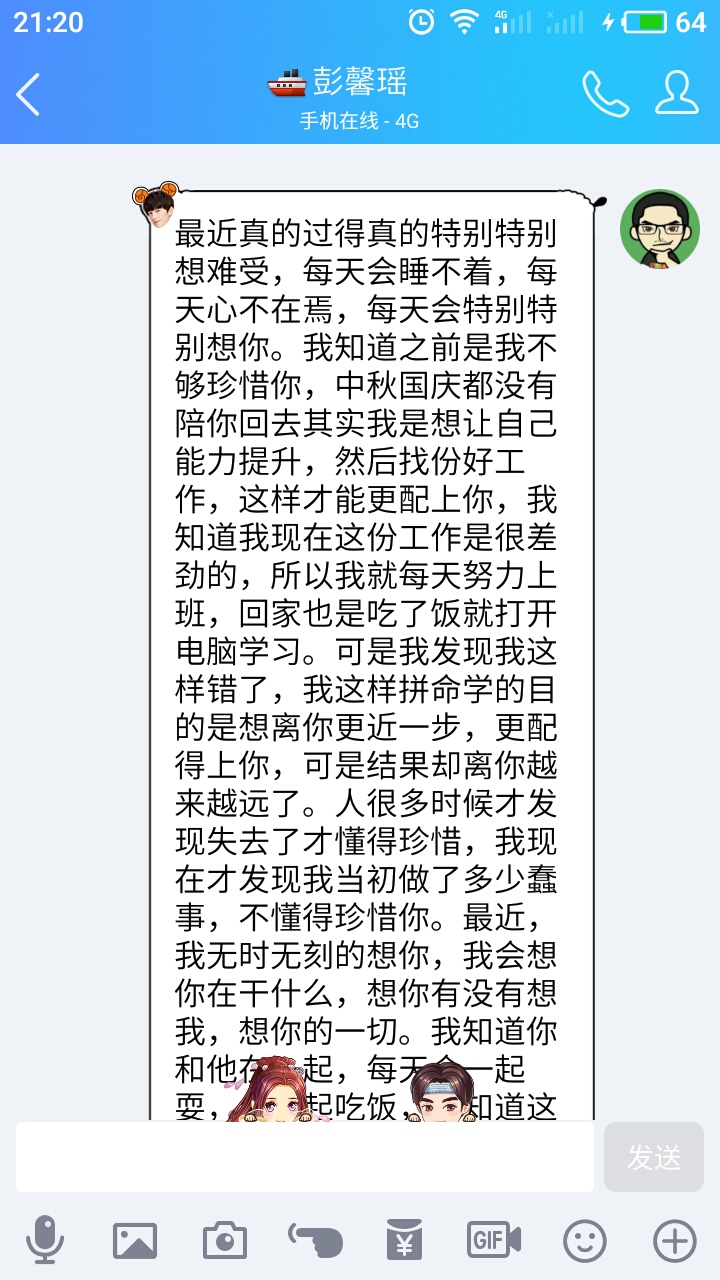 21:20
4G
64
彭馨瑶
手机在线 - 4G
最近真的过得真的特别特别
想难受，每天会睡不着，每
天心不在焉，每天会特别特
别想你。我知道之前是我不
够珍惜你，中秋国庆都没有
陪你回去其实我是想让自己
能力提升，然后找份好工
作，这样才能更配上你，我
知道我现在这份工作是很差
劲的，所以我就每天努力上
班，回家也是吃了饭就打开
电脑学习。可是我发现我这
样错了，我这样拼命学的目
的是想离你更近一步，更配
得上你，可是结果却离你越
来越远了。人很多时候才发
现失去了才懂得珍惜，我现
在才发现我当初做了多少蠢
事，不懂得珍惜你。最近，
我无时无刻的想你，我会想
你在干什么，想你有没有想
我，想你的一切。我知道你
和他在起，每天会一起
耍，起吃饭，知道这
发送
¥
GIF